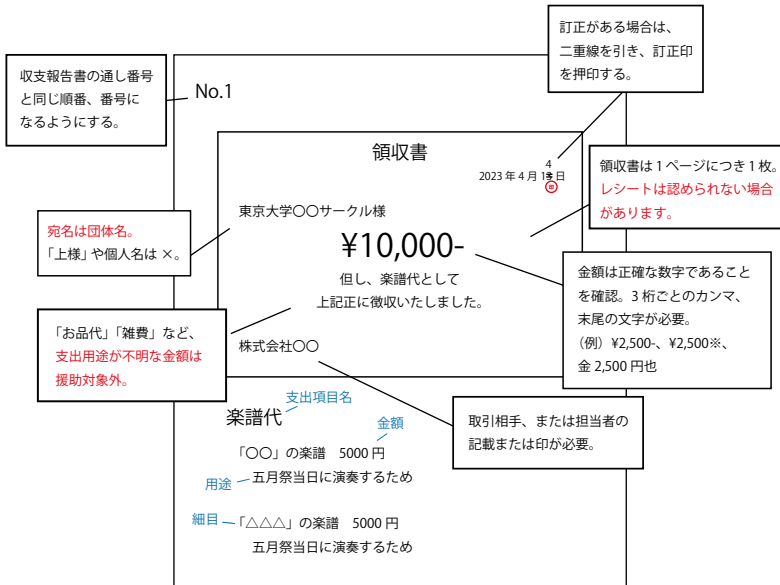 訂正がある場合は、
二重線を引き、訂正印
を押印する。
収支報告書の通し番号
と同じ順番、番号に
なるようにする。
No.1
領収書
4
2023 年 4 月 1 日
領収書は 1 ページにつき 1 枚。
レシートは認められない場合
があります。
東京大学〇〇サークル様
宛名は団体名。
「上様」や個人名は ×。
¥10,000-
但し、楽譜代として
上記正に徴収いたしました。
金額は正確な数字であること
を確認。3 桁ごとのカンマ、
末尾の文字が必要。
（例）¥2,500-、¥2,500※、
金 2,500 円也
「お品代」「雑費」など、
支出用途が不明な金額は
援助対象外。
株式会社〇〇
支出項目名
楽譜代
金額
取引相手、または担当者の
記載または印が必要。
「〇〇」の楽譜 5000 円
用途
五月祭当日に演奏するため
細目
「△△△」の楽譜 5000 円
五月祭当日に演奏するため